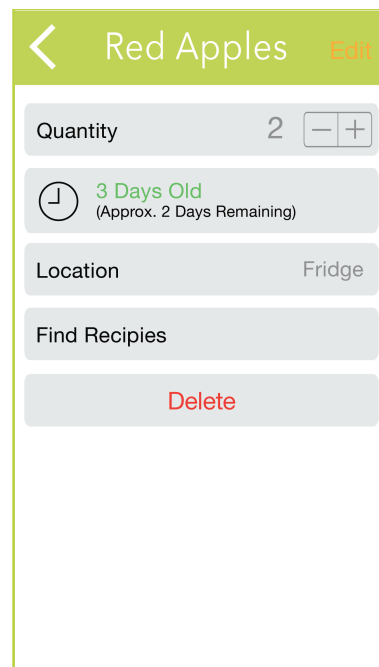 Red Apples Edit
Quantity 2
3 Days Old
(Approx. 2 Days Remaining)
Location Fridge
Find Recipies
Delete